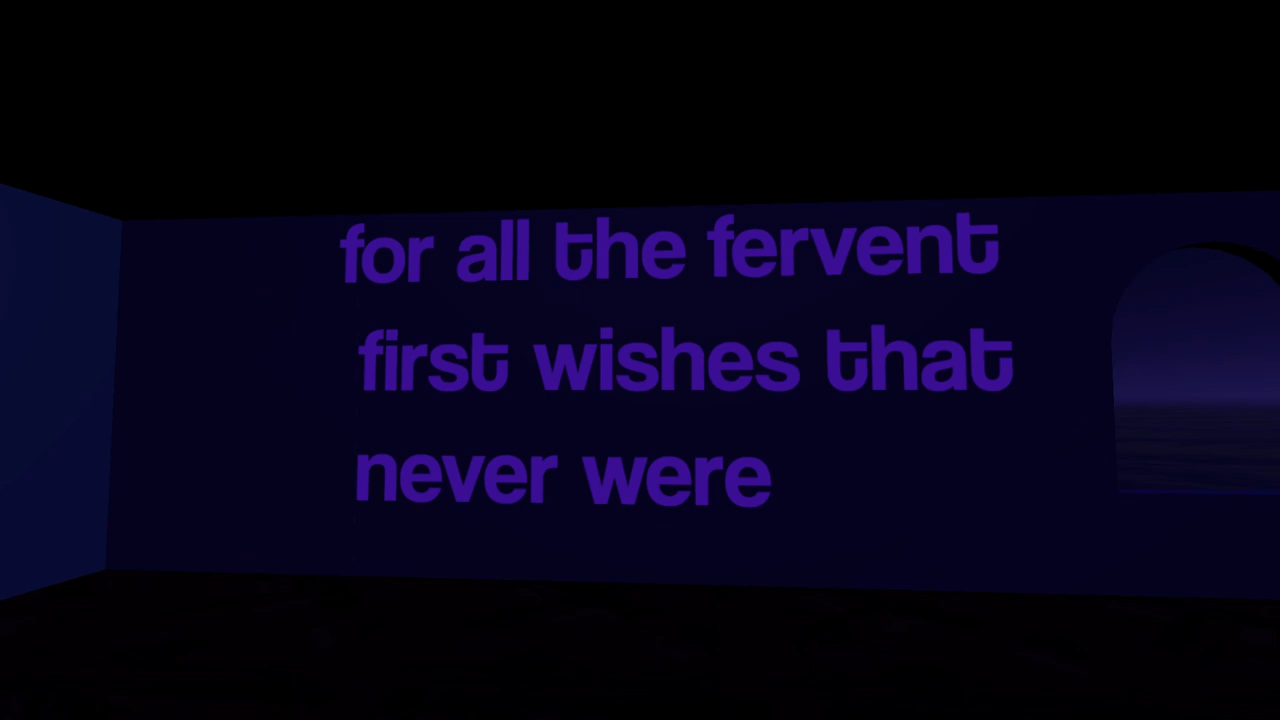 for all the fervent
first wishes that
never were